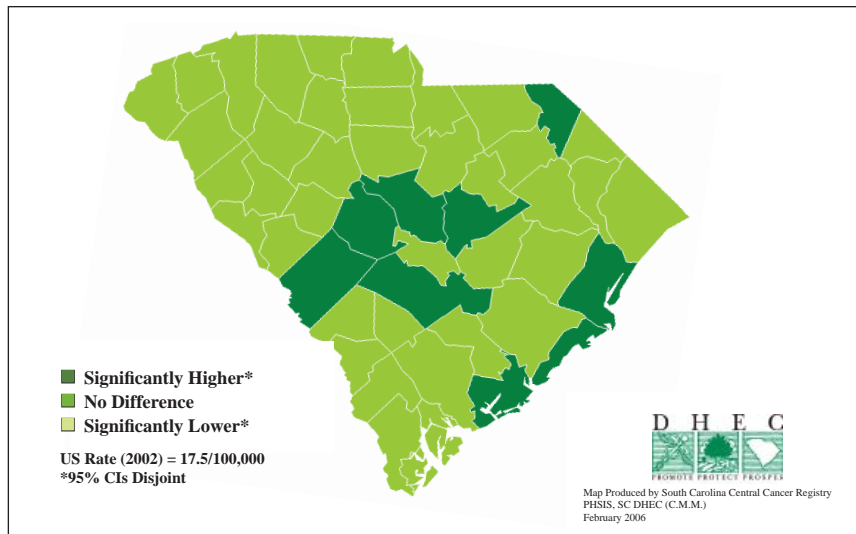 Significantly Higher*
No Difference
Significantly Lower*
US Rate (2002) = 17.5/100,000
*95% CIs Disjoint
D H E C
PROMOTE PROTECT PROSPER
Map Produced by South Carolina Central Cancer Registry
PHSIS, SC DHEC (C.M.M.)
February 2006